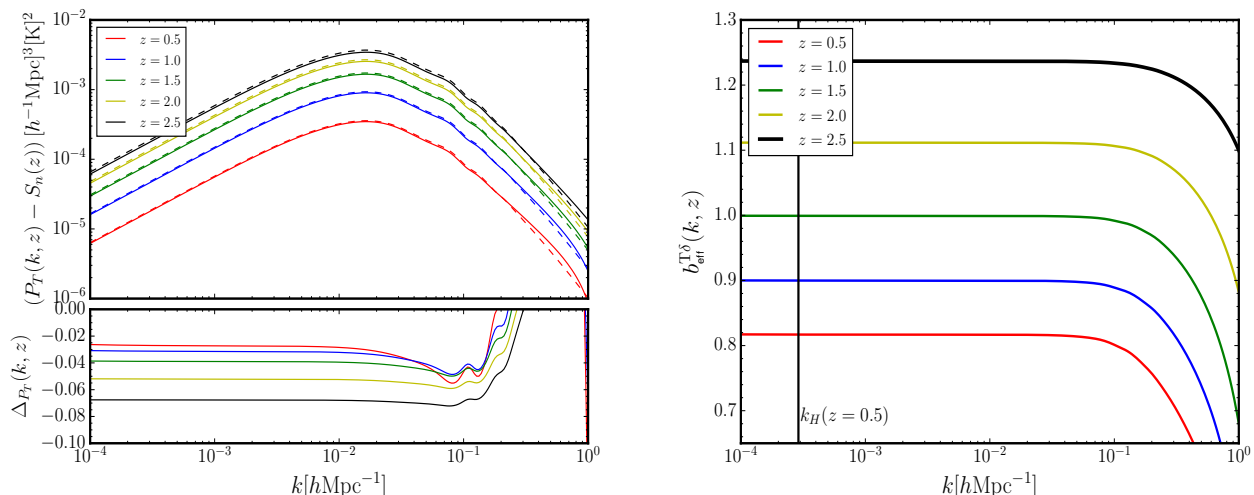 (P_T(k, z) − S_n(z)) [h^{-1}Mpc]^3[K]^2
10^{-2}
10^{-3}
10^{-4}
10^{-5}
10^{-6}
z = 0.5
z = 1.0
z = 1.5
z = 2.0
z = 2.5
Δ_{P_T}(k, z)
0.00
−0.02
−0.04
−0.06
−0.08
−0.10
10^{-4} 10^{-3} 10^{-2} 10^{-1} 10^0
k[hMpc^{-1}]
b_{eff}^{Tδ}(k, z)
1.3
1.2
1.1
1.0
0.9
0.8
0.7
z = 0.5
z = 1.0
z = 1.5
z = 2.0
z = 2.5
k_H(z = 0.5)
10^{-4} 10^{-3} 10^{-2} 10^{-1} 10^0
k[hMpc^{-1}]